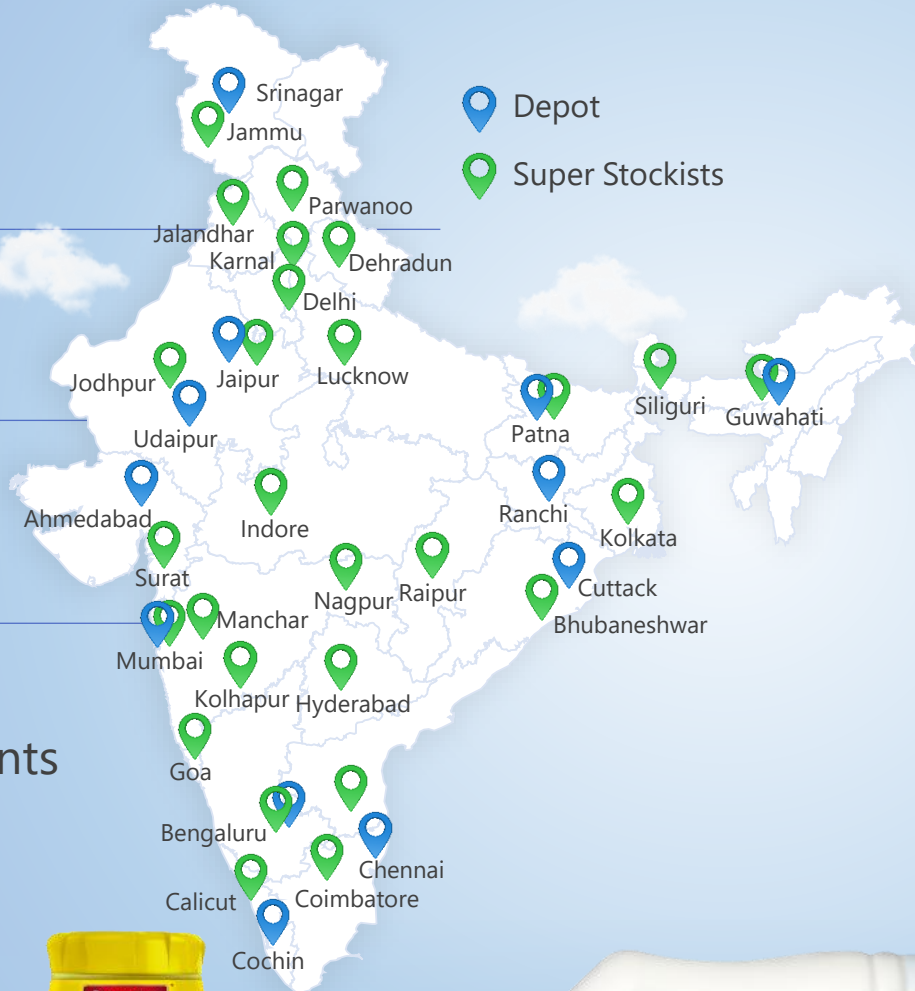 Srinagar
Depot
Jammu
Super Stockists
Parwanoo
Jalandhar
Karnal
Dehradun
Delhi
Jodhpur
Jaipur
Lucknow
Siliguri
Guwahati
Udaipur
Patna
Ahmedabad
Indore
Ranchi
Kolkata
Surat
Nagpur
Raipur
Cuttack
Manchar
Bhubaneshwar
Mumbai
Kolhapur
Hyderabad
nts
Goa
Bengaluru
Chennai
Calicut
Coimbatore
Cochin